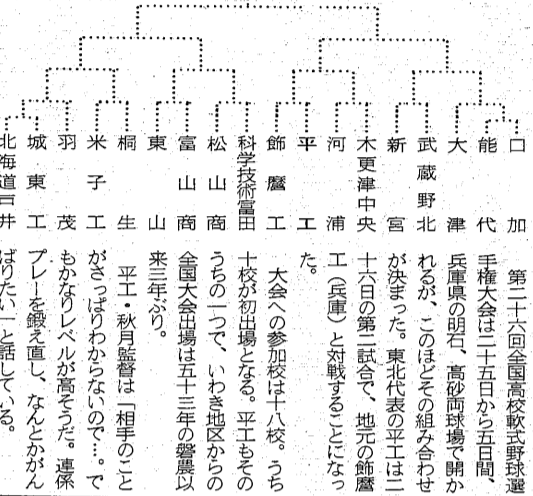 口加
能代
大津
武蔵野北
新宮
木更津中央
河浦
平工
飾麿工
科学技術富田
松山商
富山商
東山
桐生
米子工
羽茂
城東工
北海道戸井
第二十六回全国高校軟式野球選
手権大会は二十五日から五日間、
兵庫県の明石、高砂両球場で開か
れるが、このほどその組み合わせ
が決まった。東北代表の平工は二
十六日の第二試合で、地元の飾麿
工（兵庫）と対戦することになっ
た。
大会への参加校は十八校。うち
十校が初出場となる。平工もその
うちの一つで、いわき地区からの
全国大会出場は五十三年の磐農以
来三年ぶり。
平工・秋月監督は「相手のこと
がさっぱりわからないので…。で
もかなりレベルが高そうだ。連係
プレーを鍛え直し、なんとかがん
ばりたい」と話している。